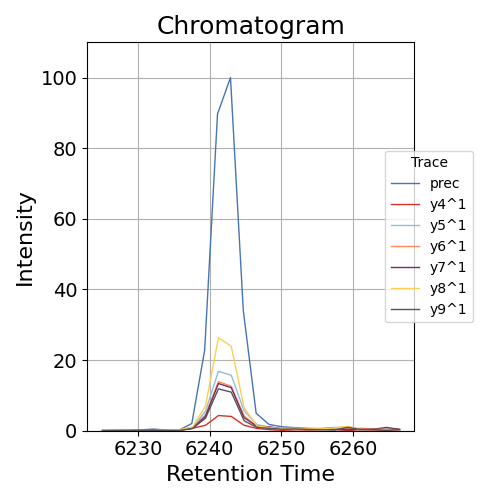 Chromatogram
Intensity
100
80
60
40
20
0
6230 6240 6250 6260
Retention Time
Trace
prec
y4^1
y5^1
y6^1
y7^1
y8^1
y9^1